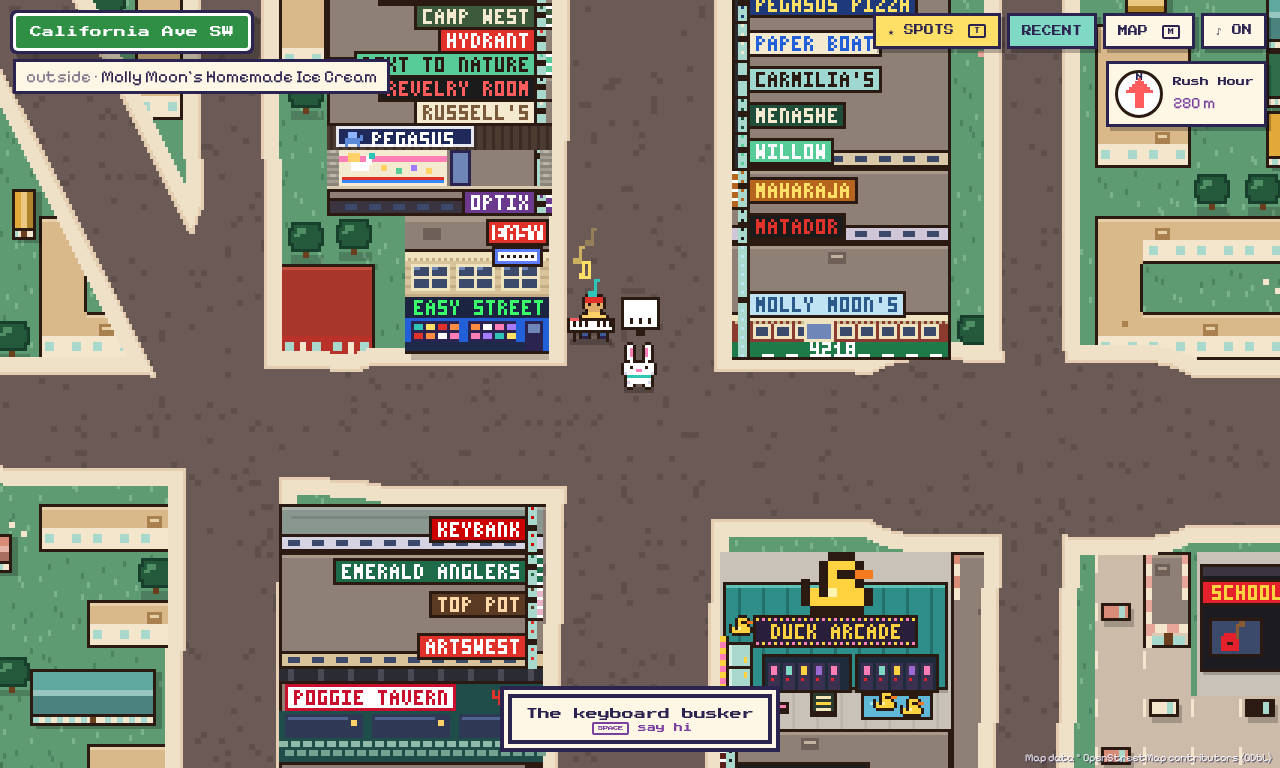 California Ave SW
outside · Molly Moon's Homemade Ice Cream
CAMP WEST
HYDRANT
XT TO NATURE
REVELRY ROOM
RUSSELL'S
PEGASUS
OPTIX
EASY
EASY STREET
PEGASUS PIZZA
PAPER BOAT
CARMILIA'S
MENASHE
WILLOW
MAHARAJA
MATADOR
MOLLY MOON'S
4218
SPOTS T
RECENT
MAP M
♪ ON
N
Rush Hour
280 m
KEYBANK
EMERALD ANGLERS
TOP POT
ARTSWEST
POGGIE TAVERN
DUCK ARCADE
SCHOOL
The keyboard busker
SPACE say hi
Map data © OpenStreetMap contributors (ODbL)